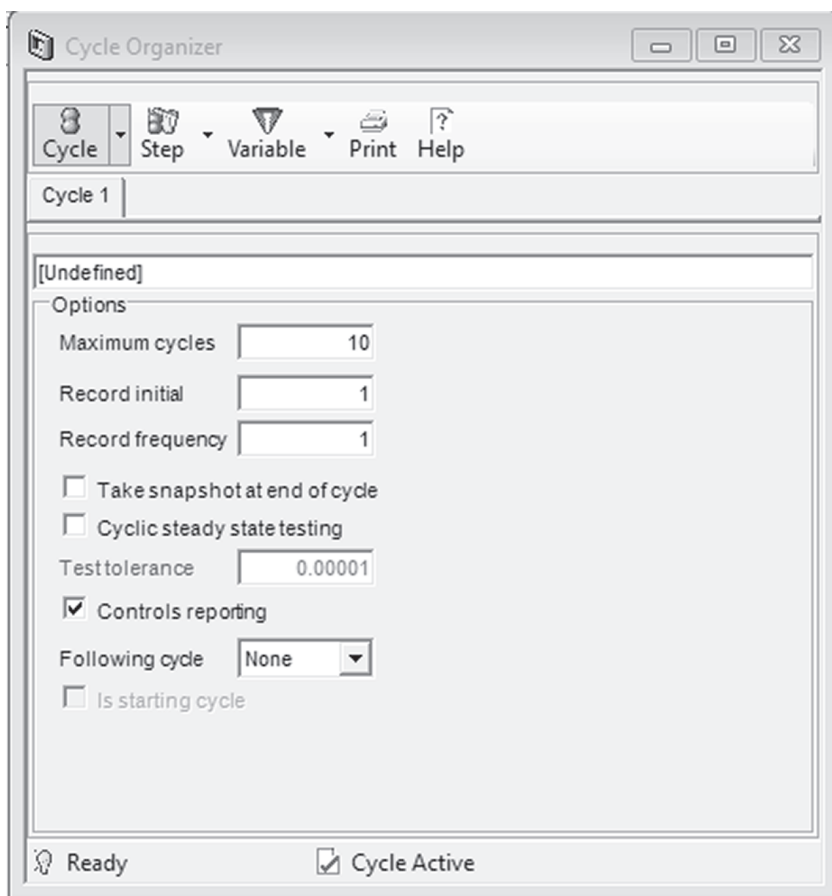 Cycle Organizer
Cycle Step Variable Print Help
Cycle 1
[Undefined]
Options
Maximum cycles 10
Record initial 1
Record frequency 1
Take snapshot at end of cycle
Cyclic steady state testing
Test tolerance 0.00001
Controls reporting
Following cycle None
Is starting cycle
Ready Cycle Active